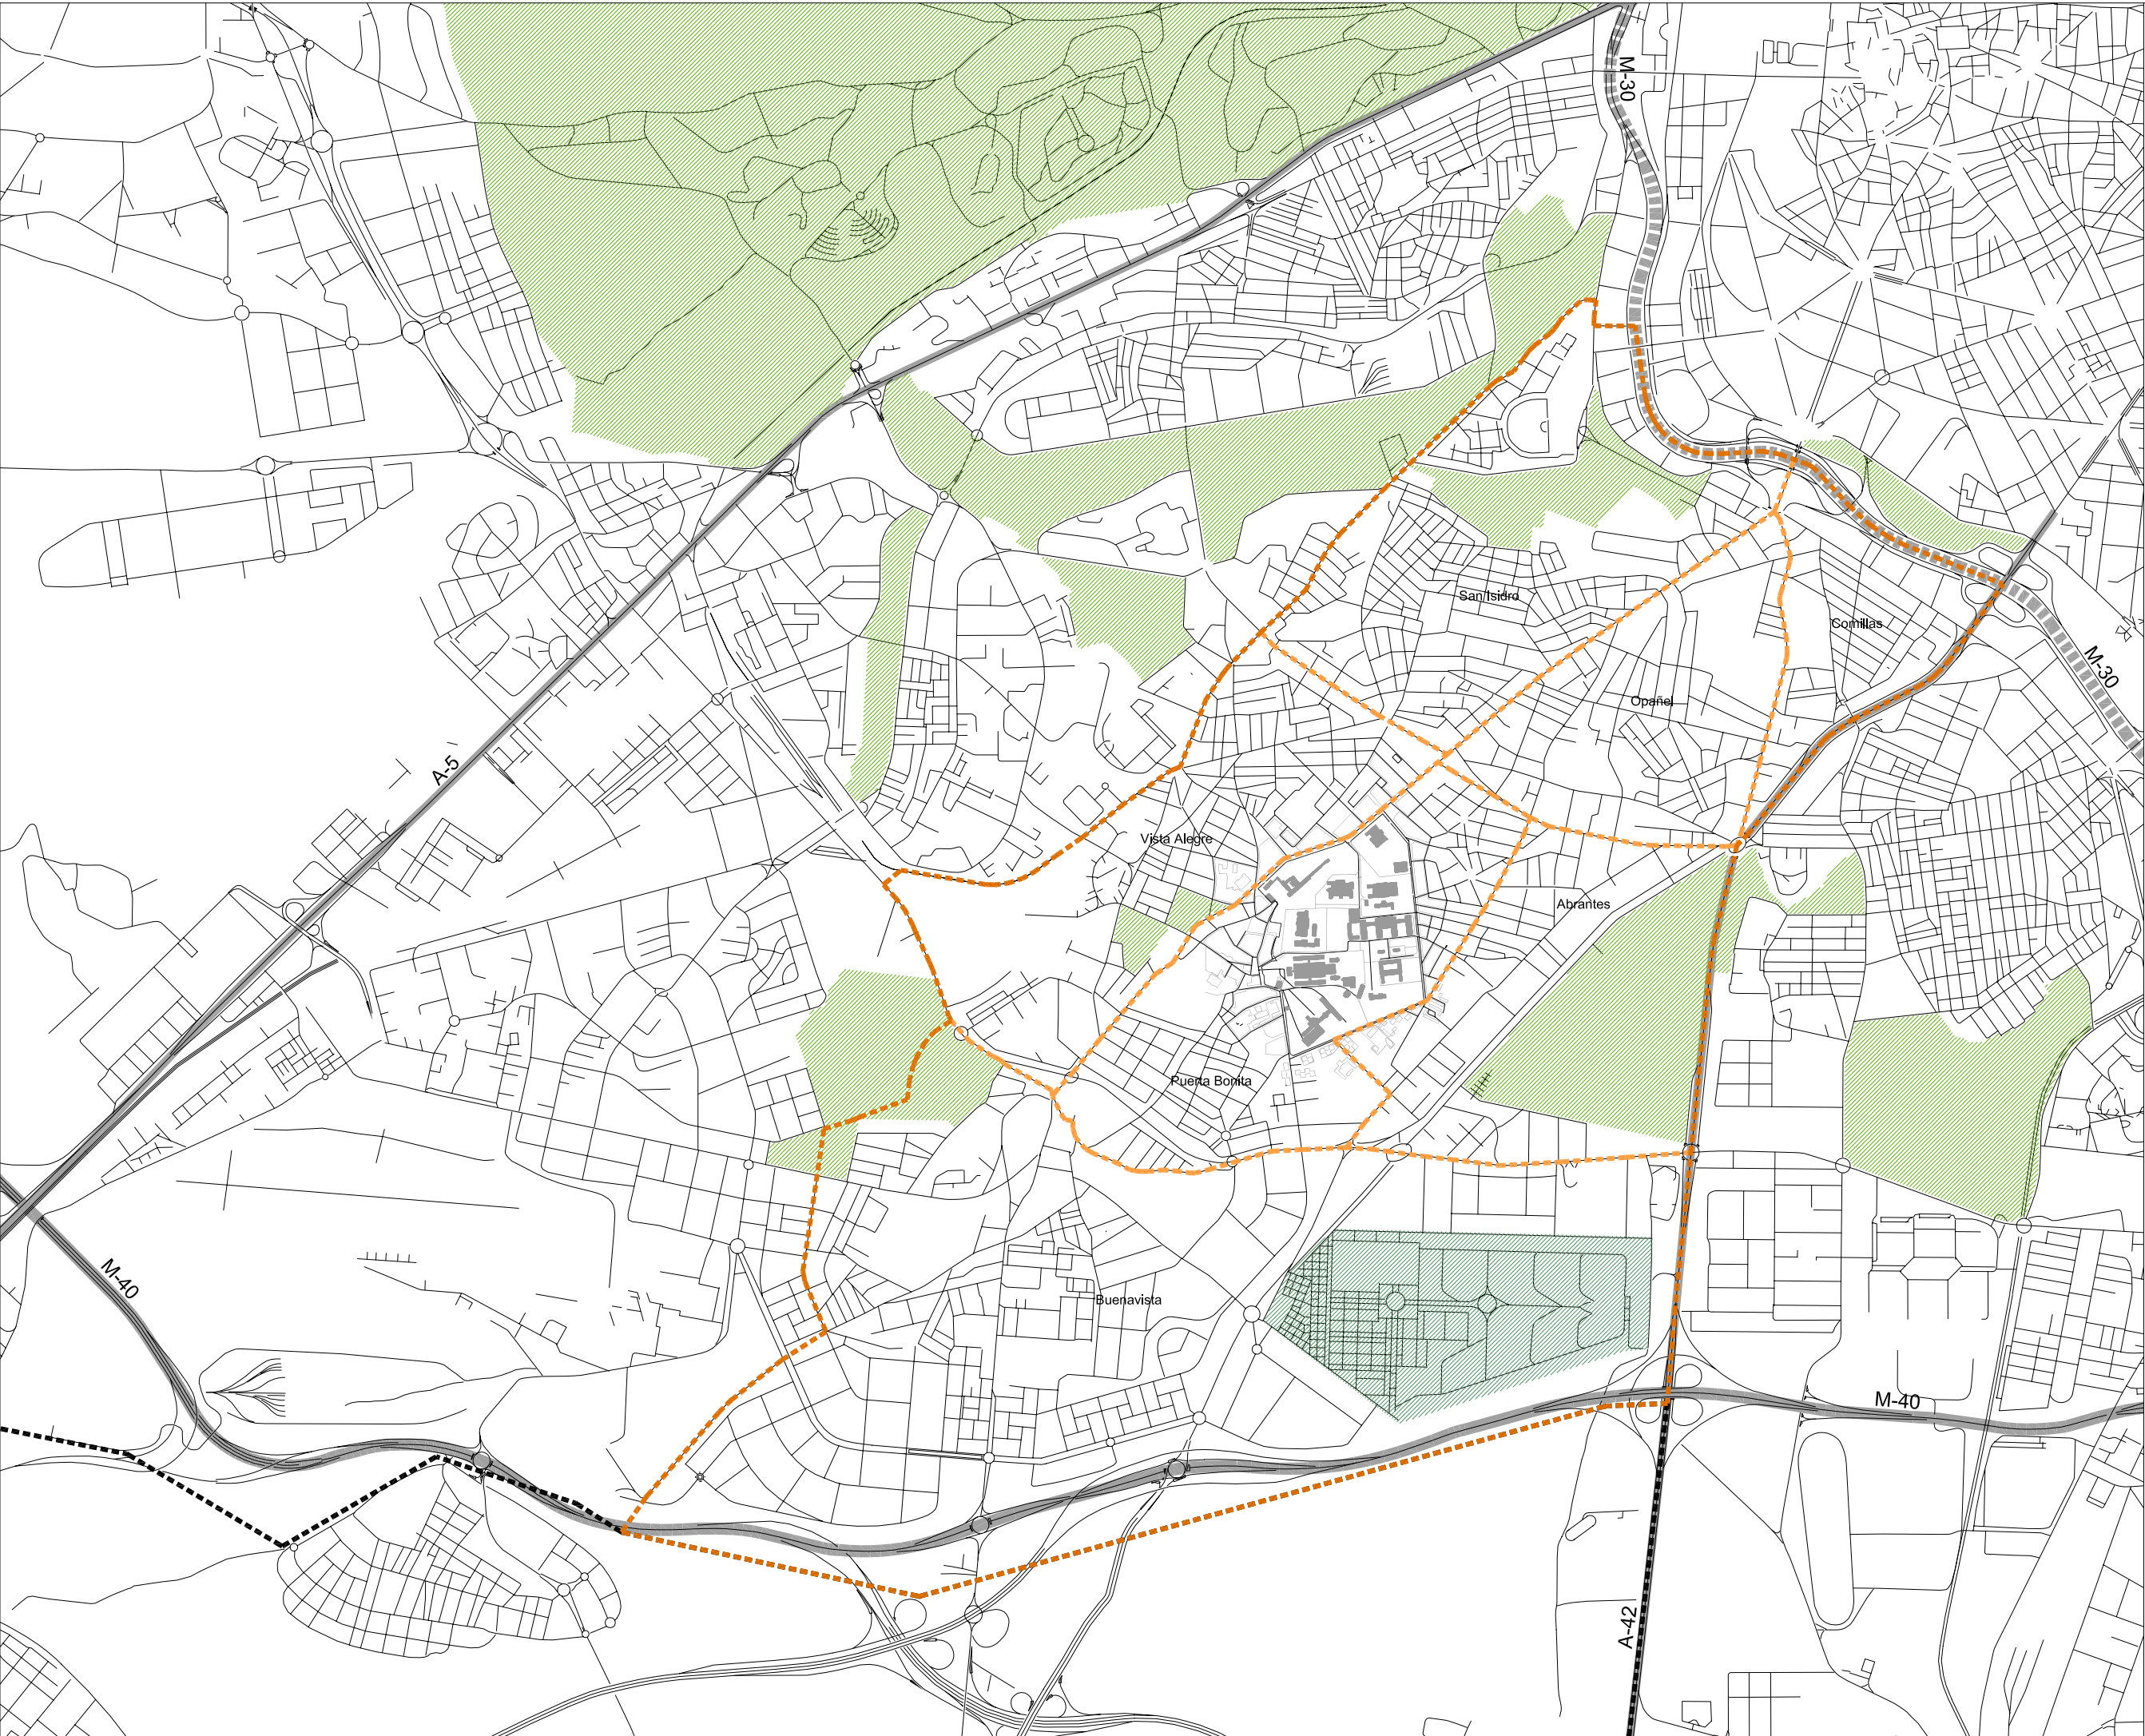 M-30
San Isidro
Comillas
M-30
Opañel
A-5
Vista Alegre
Abrantes
Puerta Bonita
M-40
Buenavista
M-40
A-42